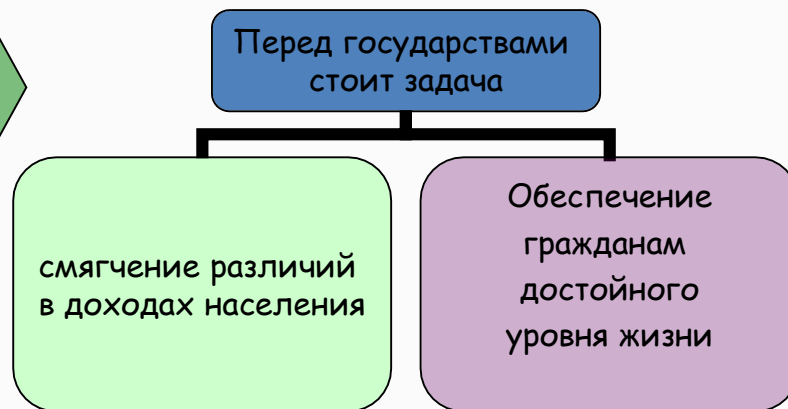 Перед государствами
стоит задача
смягчение различий
в доходах населения
Обеспечение
гражданам
достойного
уровня жизни